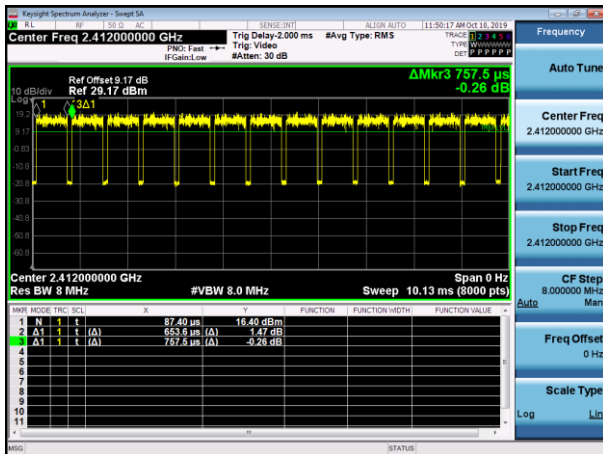 Keysight Spectrum Analyzer - Swept SA
RL RF 50 Ω AC SENSE:INT ALIGN AUTO 11:50:17 AM Oct 10, 2019
Center Freq 2.412000000 GHz
PNO: Fast
IFGain:Low
Trig Delay-2.000 ms
Trig: Video
#Atten: 30 dB
#Avg Type: RMS
TRACE 1 2 3 4 5 6
TYPE WWWWWW
DET P P P P P P
Ref Offset 9.17 dB
Ref 29.17 dBm
10 dB/div
Log
ΔMkr3 757.5 µs
-0.26 dB
1
3Δ1
19.2
9.17
-0.83
-10.8
-20.8
-30.8
-40.8
-50.8
-60.8
Center 2.412000000 GHz
Span 0 Hz
Res BW 8 MHz
#VBW 8.0 MHz
Sweep 10.13 ms (8000 pts)
MKR MODE TRC SCL X Y FUNCTION FUNCTION WIDTH FUNCTION VALUE
1 N 1 t 87.40 µs 16.40 dBm
2 Δ1 1 t (Δ) 653.6 µs (Δ) 1.47 dB
3 Δ1 1 t (Δ) 757.5 µs (Δ) -0.26 dB
4
5
6
7
8
9
10
11
MSG
STATUS
Frequency
Auto Tune
Center Freq
2.412000000 GHz
Start Freq
2.412000000 GHz
Stop Freq
2.412000000 GHz
CF Step
8.000000 MHz
Auto Man
Freq Offset
0 Hz
Scale Type
Log Lin